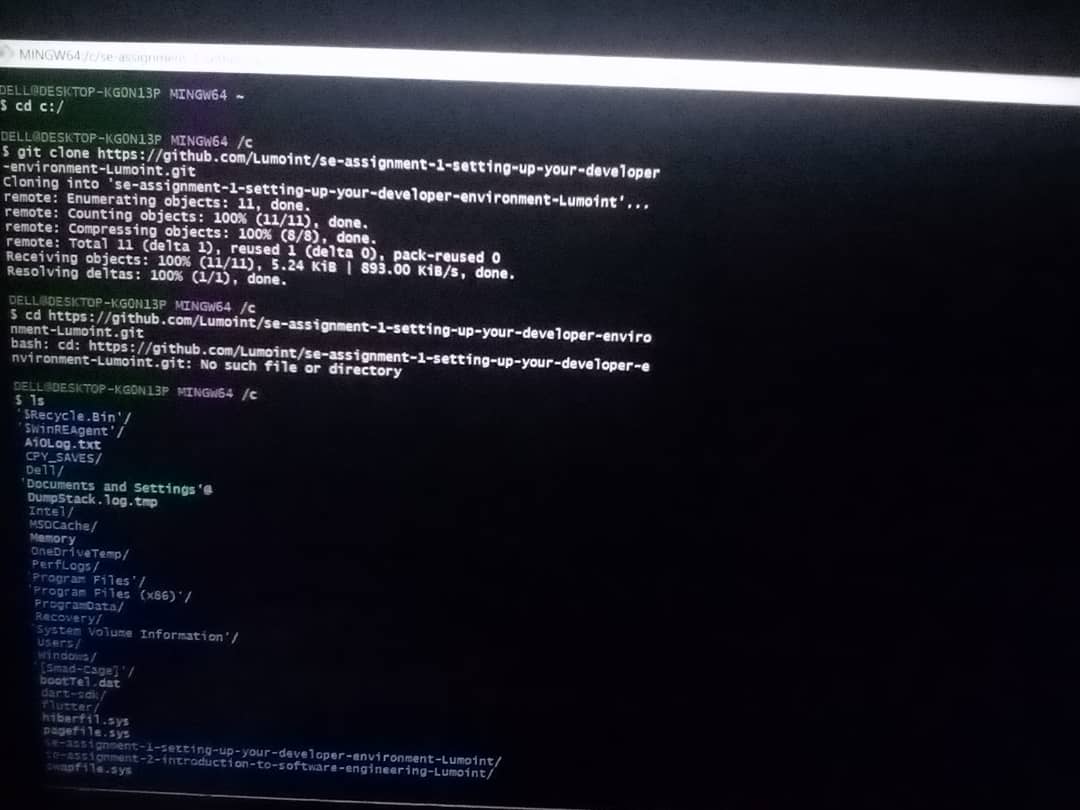 MINGW64:/c/se-assignment
DELL@DESKTOP-KG0N13P MINGW64 ~
$ cd c:/
DELL@DESKTOP-KG0N13P MINGW64 /c
$ git clone https://github.com/Lumoint/se-assignment-1-setting-up-your-developer
-environment-Lumoint.git
Cloning into 'se-assignment-1-setting-up-your-developer-environment-Lumoint'...
remote: Enumerating objects: 11, done.
remote: Counting objects: 100% (11/11), done.
remote: Compressing objects: 100% (8/8), done.
remote: Total 11 (delta 1), reused 1 (delta 0), pack-reused 0
Receiving objects: 100% (11/11), 5.24 KiB | 893.00 KiB/s, done.
Resolving deltas: 100% (1/1), done.
DELL@DESKTOP-KG0N13P MINGW64 /c
$ cd https://github.com/Lumoint/se-assignment-1-setting-up-your-developer-enviro
nment-Lumoint.git
bash: cd: https://github.com/Lumoint/se-assignment-1-setting-up-your-developer-e
nvironment-Lumoint.git: No such file or directory
DELL@DESKTOP-KG0N13P MINGW64 /c
$ ls
'$Recycle.Bin'/
'$WinREAgent'/
AiOLog.txt
CPY_SAVES/
Dell/
'Documents and Settings'@
DumpStack.log.tmp
Intel/
MSOCache/
Memory
OneDriveTemp/
PerfLogs/
'Program Files'/
'Program Files (x86)'/
ProgramData/
Recovery/
'System Volume Information'/
Users/
Windows/
'[Smad-Cage]'/
bootTel.dat
dart-sdk/
flutter/
hiberfil.sys
pagefile.sys
se-assignment-1-setting-up-your-developer-environment-Lumoint/
se-assignment-2-introduction-to-software-engineering-Lumoint/
swapfile.sys